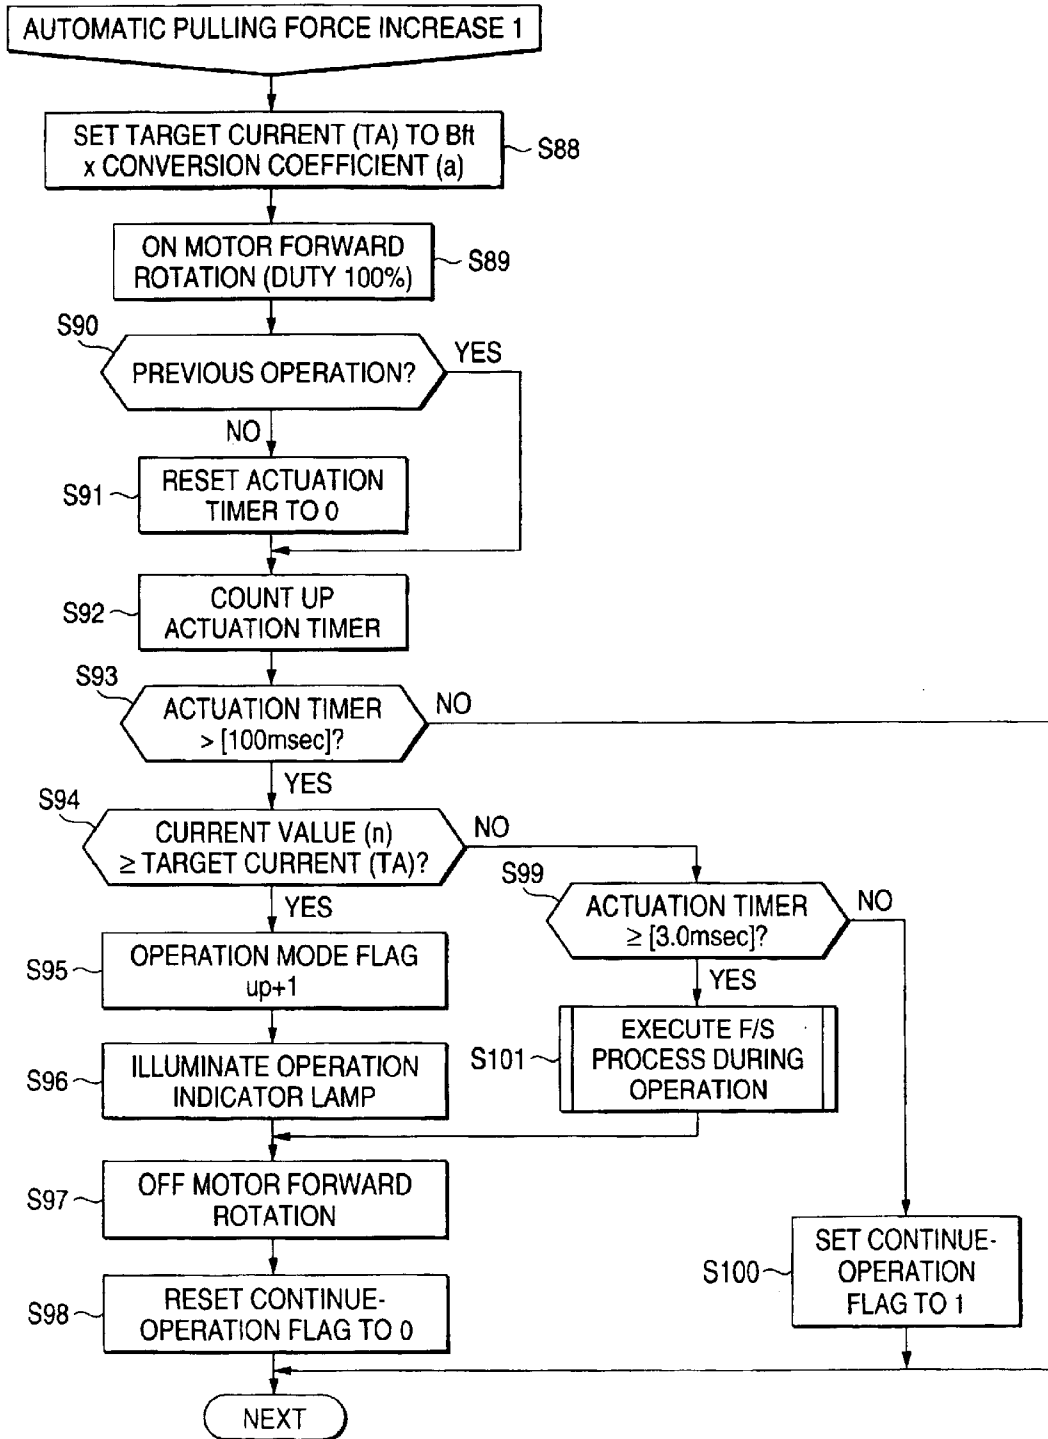 AUTOMATIC PULLING FORCE INCREASE 1
SET TARGET CURRENT (TA) TO Bft
x CONVERSION COEFFICIENT (a)
S88
ON MOTOR FORWARD
ROTATION (DUTY 100%)
S89
S90
PREVIOUS OPERATION?
YES
NO
S91
RESET ACTUATION
TIMER TO 0
S92
COUNT UP
ACTUATION TIMER
S93
ACTUATION TIMER
> [100msec]?
NO
YES
S94
CURRENT VALUE (n)
≥ TARGET CURRENT (TA)?
NO
YES
S99
ACTUATION TIMER
≥ [3.0msec]?
NO
YES
S95
OPERATION MODE FLAG
up+1
S101
EXECUTE F/S
PROCESS DURING
OPERATION
S96
ILLUMINATE OPERATION
INDICATOR LAMP
S97
OFF MOTOR FORWARD
ROTATION
S100
SET CONTINUE-
OPERATION
FLAG TO 1
S98
RESET CONTINUE-
OPERATION FLAG TO 0
NEXT